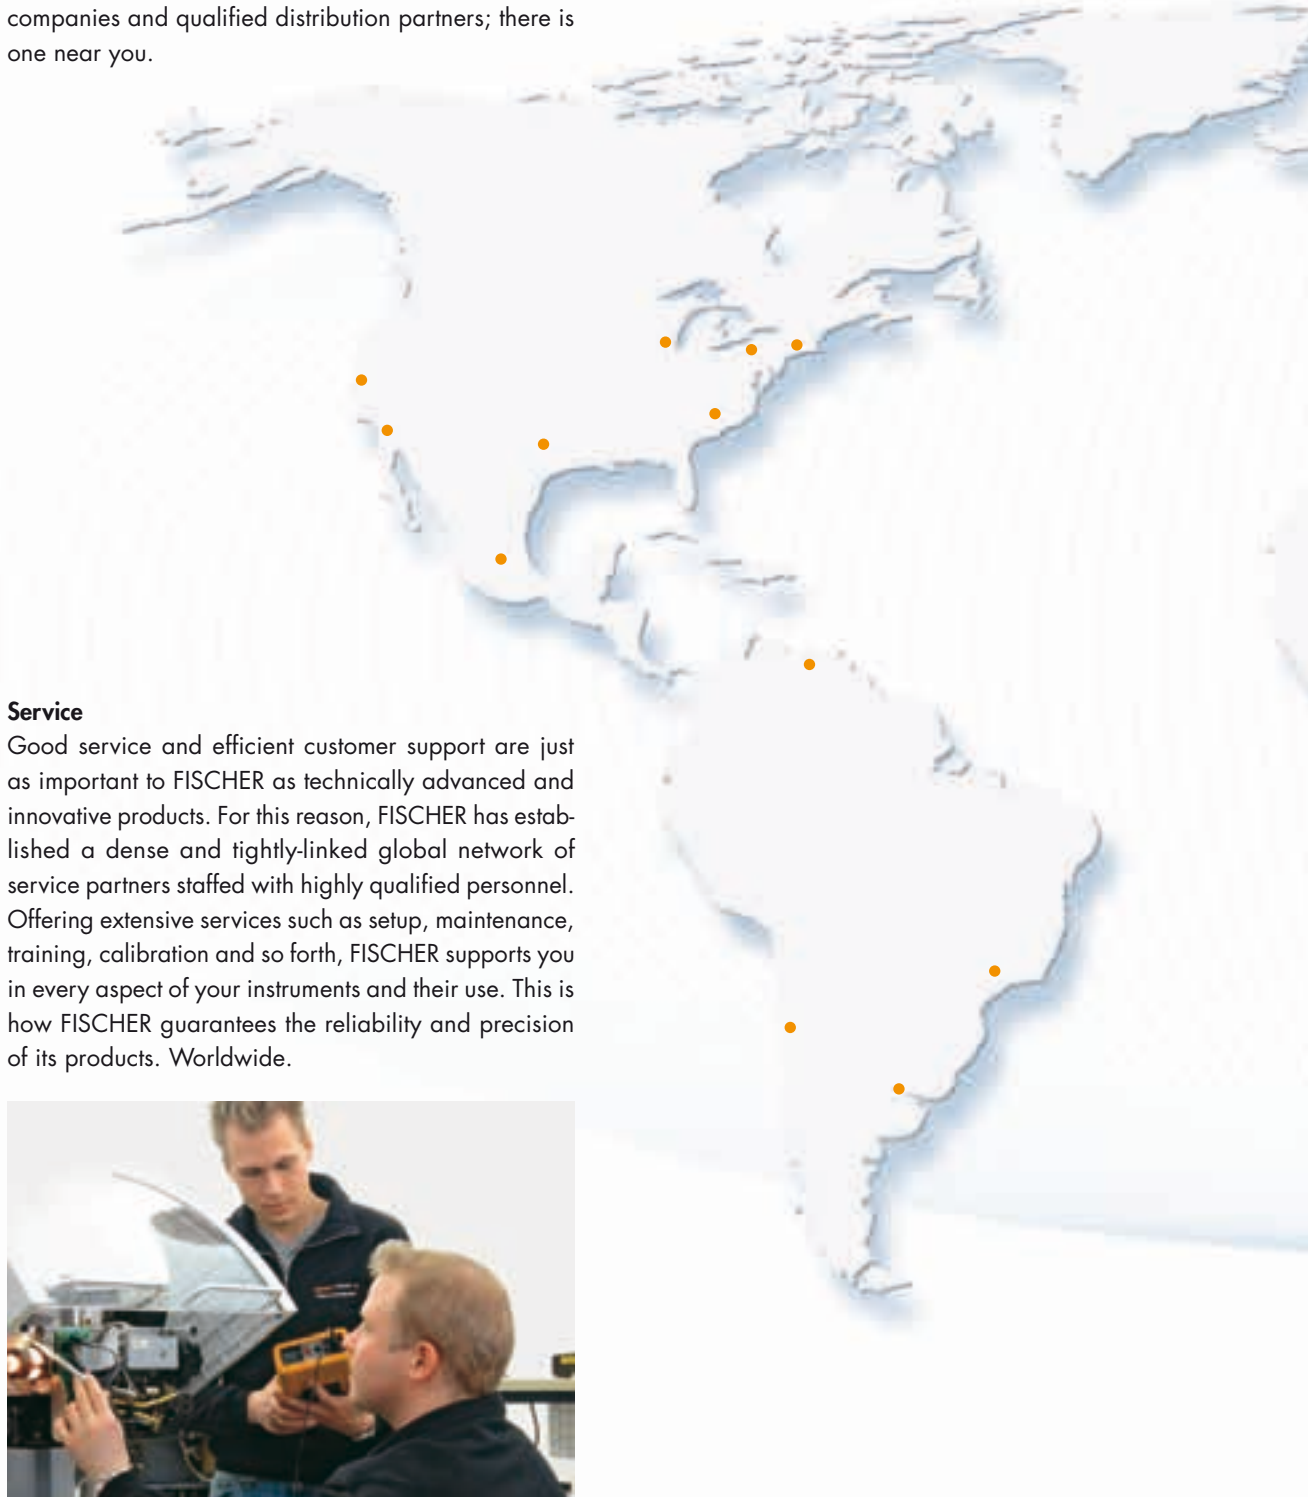 companies and qualified distribution partners; there is
one near you.
Service
Good service and efficient customer support are just
as important to FISCHER as technically advanced and
innovative products. For this reason, FISCHER has estab-
lished a dense and tightly-linked global network of
service partners staffed with highly qualified personnel.
Offering extensive services such as setup, maintenance,
training, calibration and so forth, FISCHER supports you
in every aspect of your instruments and their use. This is
how FISCHER guarantees the reliability and precision
of its products. Worldwide.